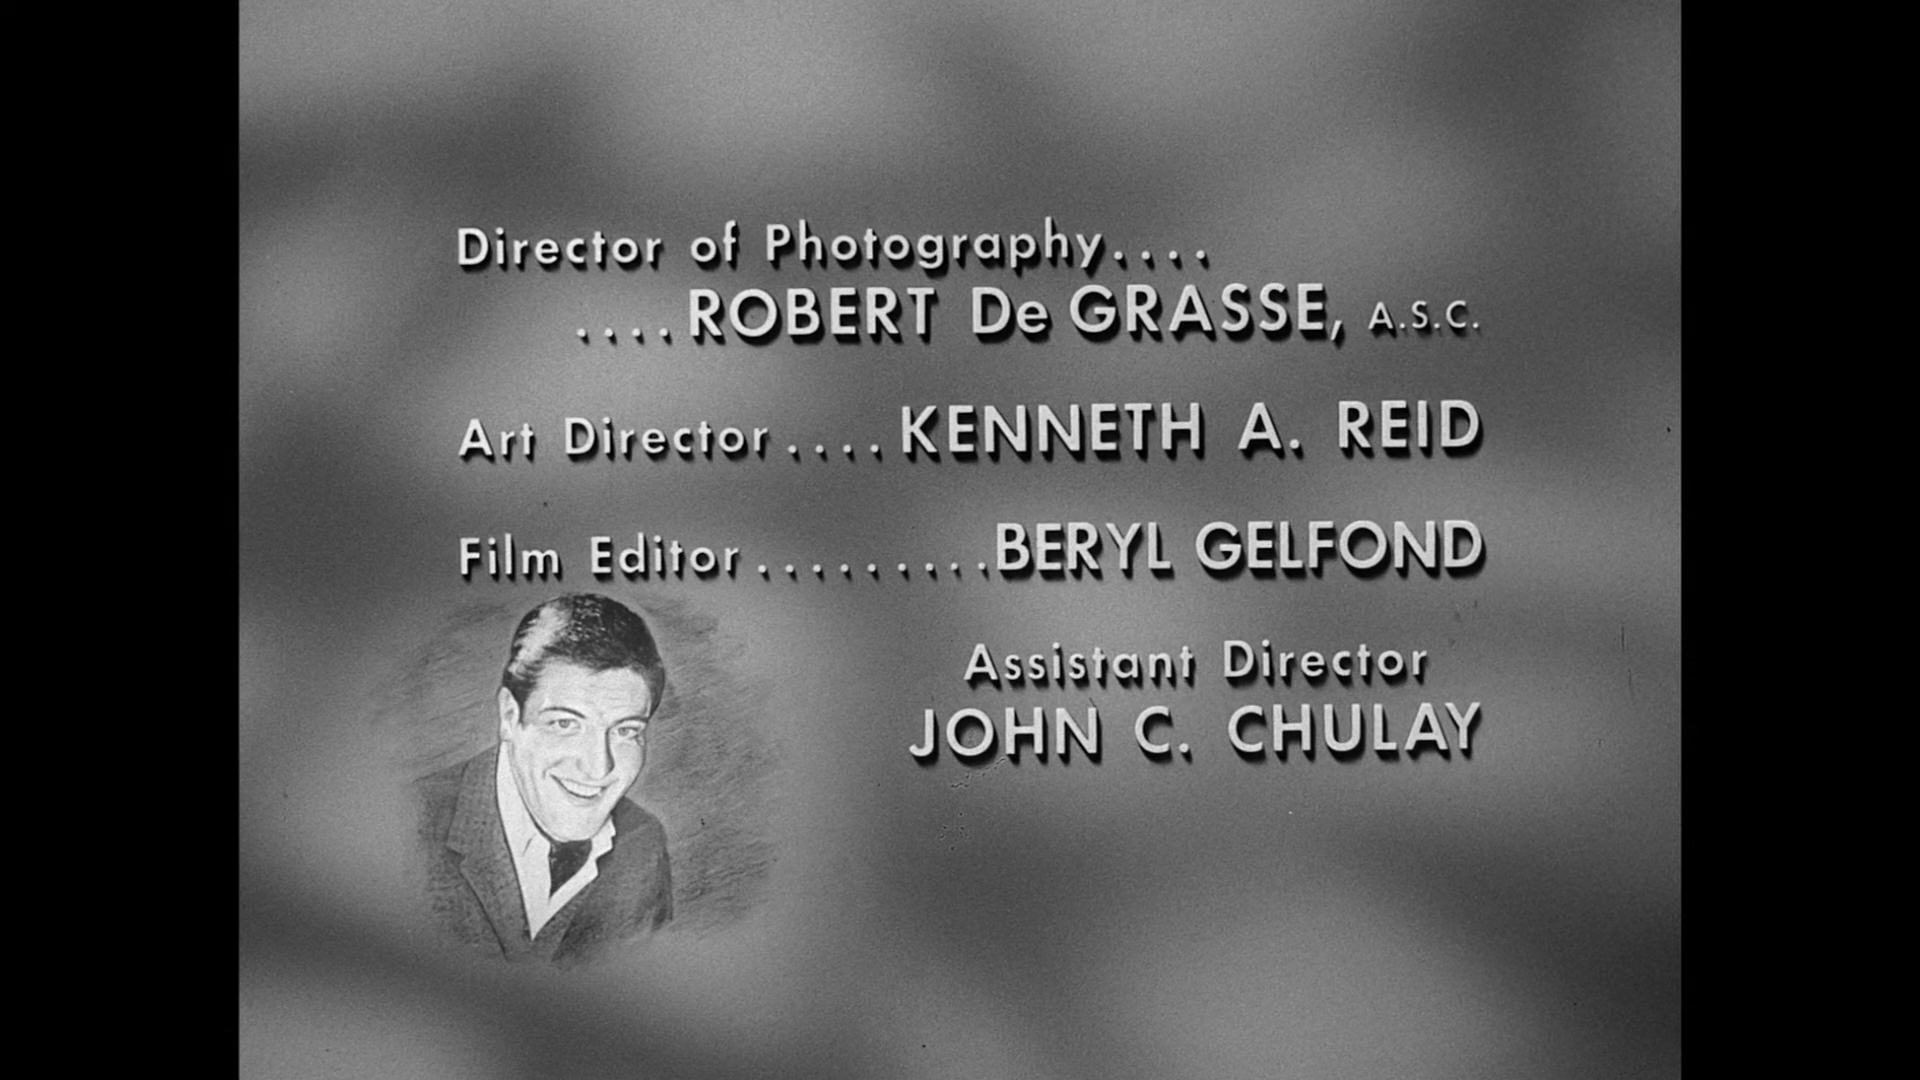 Director of Photography....
....ROBERT De GRASSE, A.S.C.
Art Director....KENNETH A. REID
Film Editor.........BERYL GELFOND
Assistant Director
JOHN C. CHULAY